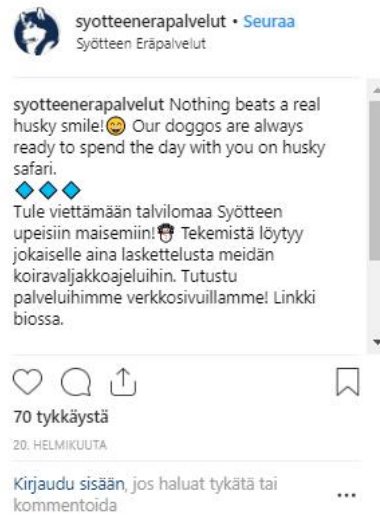 syotteenerapalvelut • Seuraa
Syötteen Eräpalvelut
syotteenerapalvelut Nothing beats a real
husky smile!😄 Our doggos are always
ready to spend the day with you on husky
safari.
🔷🔷🔷
Tule viettämään talvilomaa Syötteen
upeisiin maisemiin!⛄ Tekemistä löytyy
jokaiselle aina laskettelusta meidän
koiravaljakkoajeluihin. Tutustu
palveluihimme verkkosivuillamme! Linkki
biossa.
70 tykkäystä
20. HELMIKUUTA
Kirjaudu sisään, jos haluat tykätä tai
kommentoida